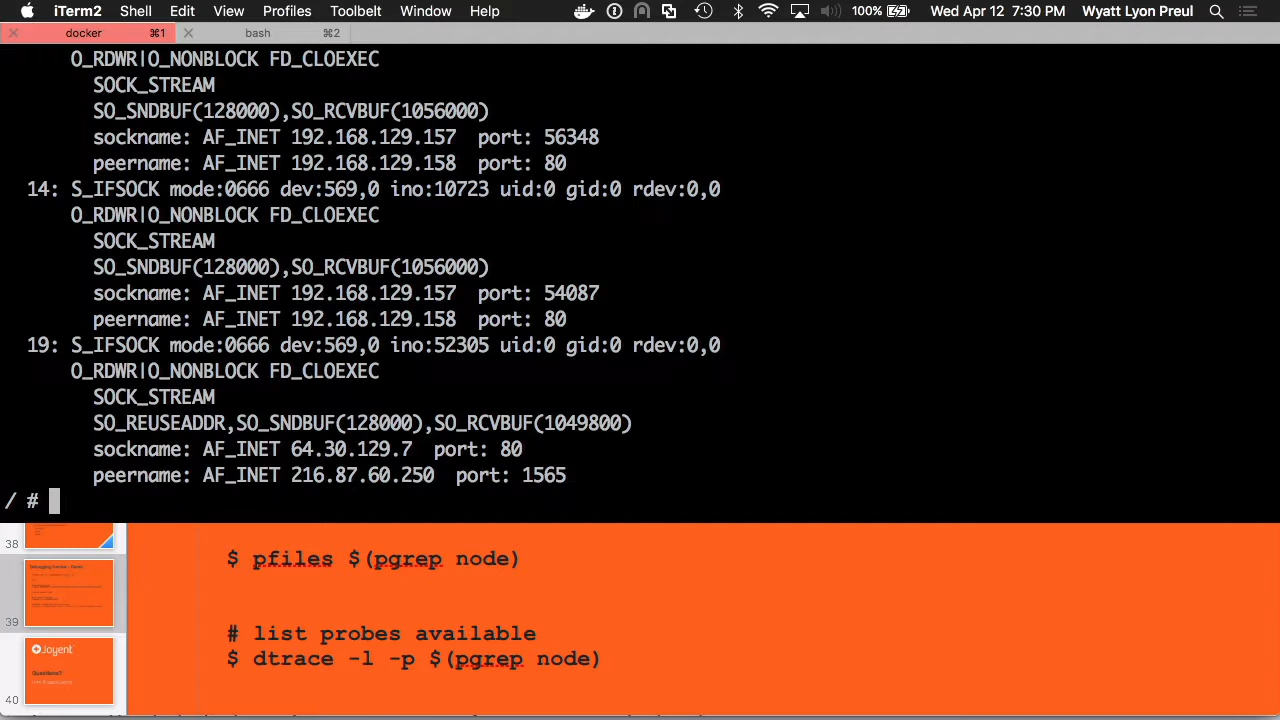 iTerm2 Shell Edit View Profiles Toolbelt Window Help 100% Wed Apr 12 7:30 PM Wyatt Lyon Preul
docker ⌘1 bash ⌘2
O_RDWR|O_NONBLOCK FD_CLOEXEC
SOCK_STREAM
SO_SNDBUF(128000),SO_RCVBUF(1056000)
sockname: AF_INET 192.168.129.157 port: 56348
peername: AF_INET 192.168.129.158 port: 80
14: S_IFSOCK mode:0666 dev:569,0 ino:10723 uid:0 gid:0 rdev:0,0
O_RDWR|O_NONBLOCK FD_CLOEXEC
SOCK_STREAM
SO_SNDBUF(128000),SO_RCVBUF(1056000)
sockname: AF_INET 192.168.129.157 port: 54087
peername: AF_INET 192.168.129.158 port: 80
19: S_IFSOCK mode:0666 dev:569,0 ino:52305 uid:0 gid:0 rdev:0,0
O_RDWR|O_NONBLOCK FD_CLOEXEC
SOCK_STREAM
SO_REUSEADDR,SO_SNDBUF(128000),SO_RCVBUF(1049800)
sockname: AF_INET 64.30.129.7 port: 80
peername: AF_INET 216.87.60.250 port: 1565
/ #
38
39
Joyent
Questions?
40
$ pfiles $(pgrep node)
# list probes available
$ dtrace -l -p $(pgrep node)